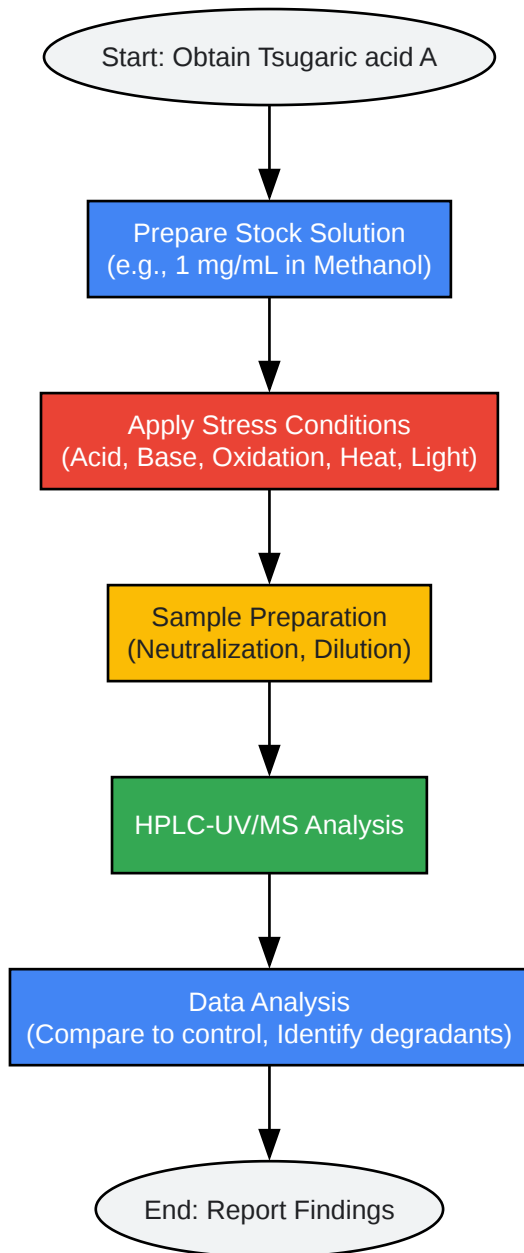 Start: Obtain Tsugaric acid A
Prepare Stock Solution
(e.g., 1 mg/mL in Methanol)
Apply Stress Conditions
(Acid, Base, Oxidation, Heat, Light)
Sample Preparation
(Neutralization, Dilution)
HPLC-UV/MS Analysis
Data Analysis
(Compare to control, Identify degradants)
End: Report Findings